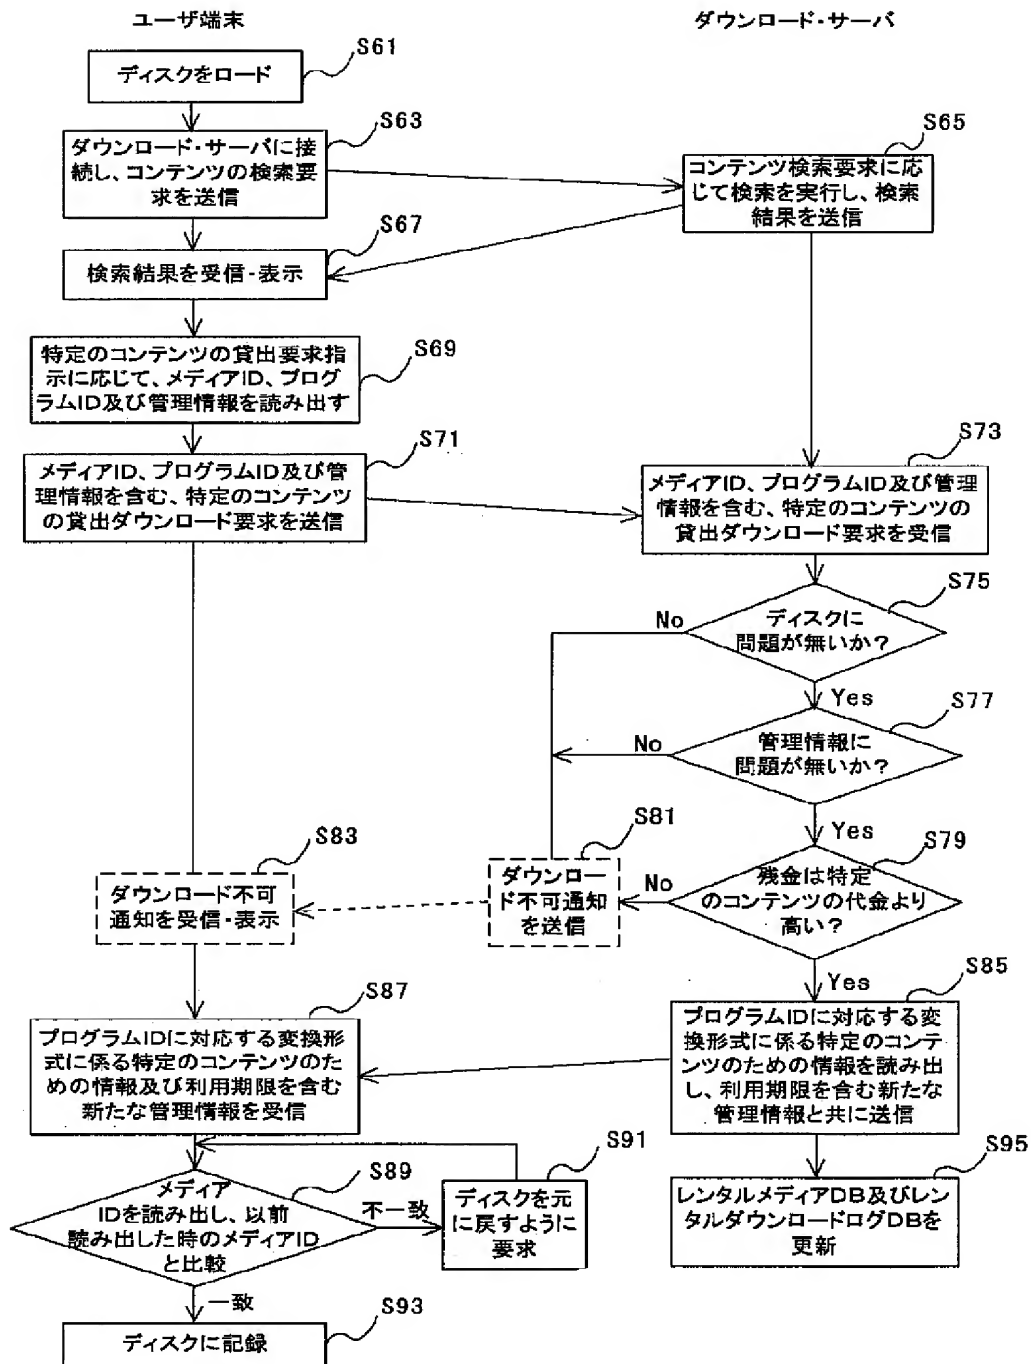 ユーザ端末
ダウンロード・サーバ
S61
ディスクをロード
S63
ダウンロード・サーバに接
続し、コンテンツの検索要
求を送信
S65
コンテンツ検索要求に応
じて検索を実行し、検索
結果を送信
S67
検索結果を受信・表示
S69
特定のコンテンツの貸出要求指
示に応じて、メディアID、プログ
ラムID及び管理情報を読み出す
S71
メディアID、プログラムID及び管
理情報を含む、特定のコンテンツ
の貸出ダウンロード要求を送信
S73
メディアID、プログラムID及び管理
情報を含む、特定のコンテンツの
貸出ダウンロード要求を受信
S75
ディスクに
問題が無いか？
No
Yes
S77
管理情報に
問題が無いか？
No
Yes
S79
残金は特定
のコンテンツの代金より
高い？
No
Yes
S81
ダウンロー
ド不可通知
を送信
S83
ダウンロード不可
通知を受信・表示
S85
プログラムIDに対応する変
換形式に係る特定のコンテ
ンツのための情報を読み出
し、利用期限を含む新たな
管理情報と共に送信
S87
プログラムIDに対応する変換形
式に係る特定のコンテンツのた
めの情報及び利用期限を含む
新たな管理情報を受信
S89
メディア
IDを読み出し、以前
読み出した時のメディアID
と比較
不一致
S91
ディスクを元
に戻すように
要求
S95
レンタルメディアDB及びレン
タルダウンロードログDBを
更新
一致
S93
ディスクに記録